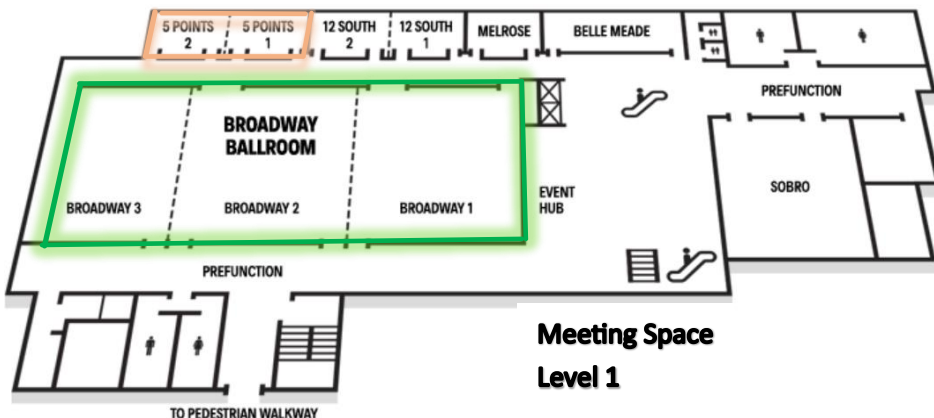 5 POINTS
2
5 POINTS
1
12 SOUTH
2
12 SOUTH
1
MELROSE
BELLE MEADE
PREFUNCTION
BROADWAY
BALLROOM
SOBRO
EVENT
HUB
BROADWAY 3
BROADWAY 2
BROADWAY 1
PREFUNCTION
Meeting Space
Level 1
TO PEDESTRIAN WALKWAY